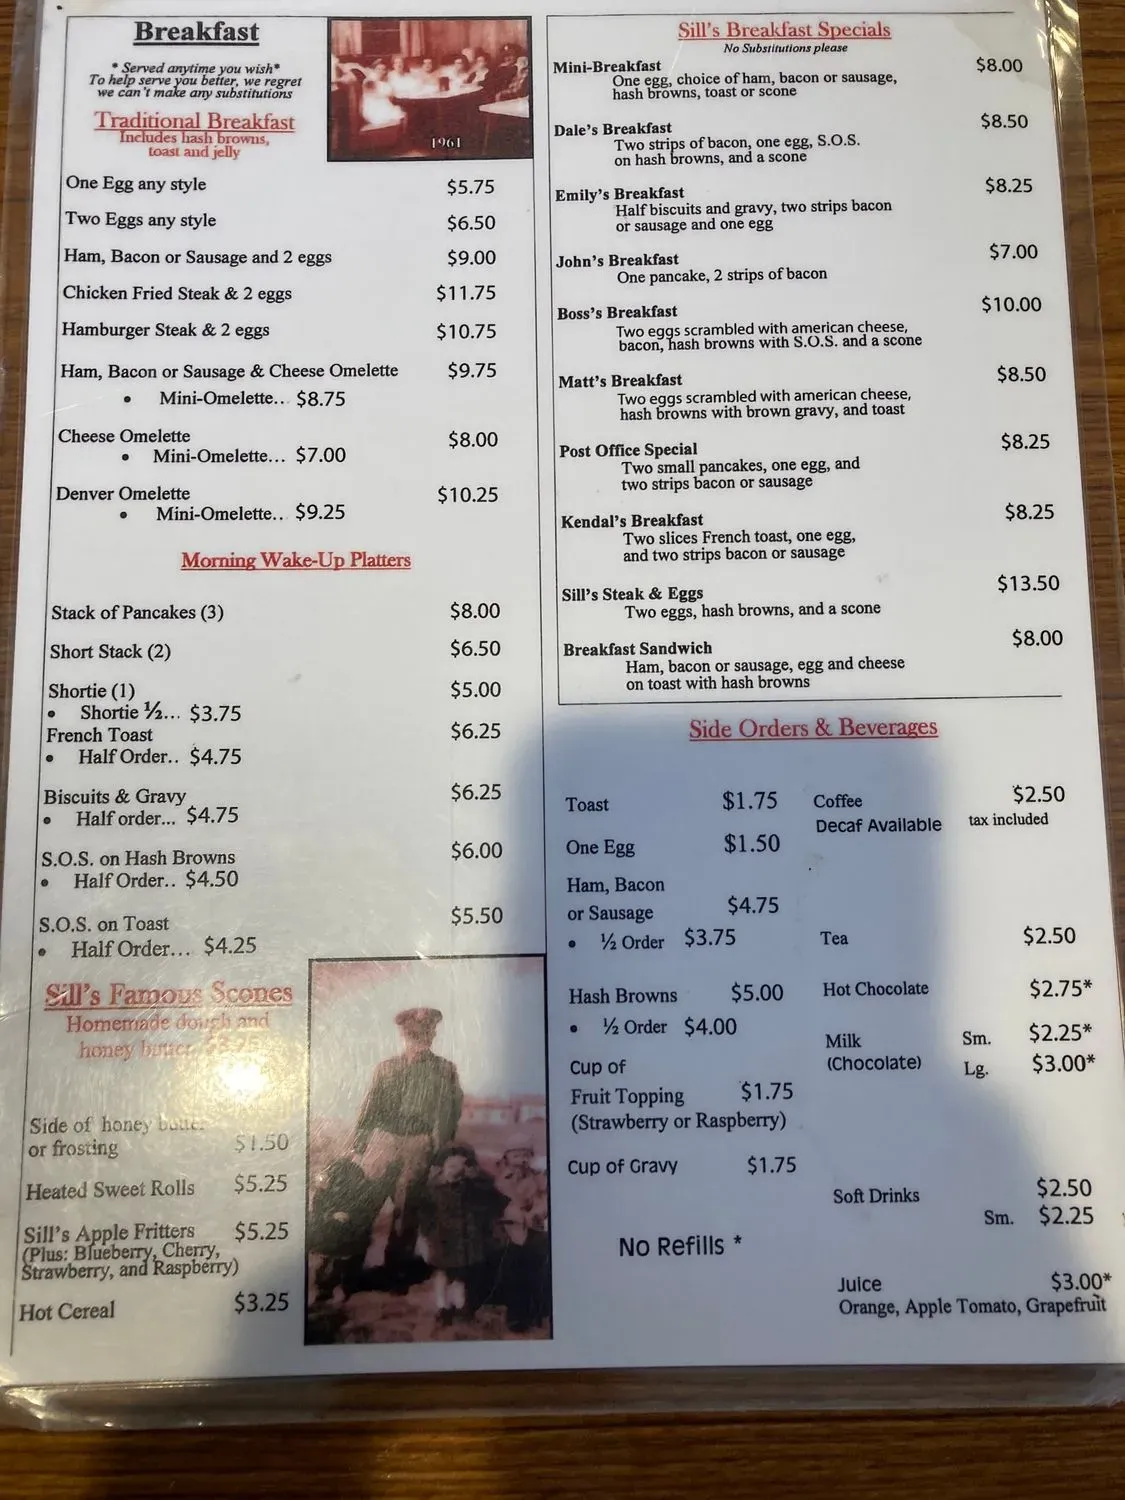 Breakfast
* Served anytime you wish*
To help serve you better, we regret
we can't make any substitutions
Traditional Breakfast
Includes hash browns,
toast and jelly
1961
One Egg any style $5.75
Two Eggs any style $6.50
Ham, Bacon or Sausage and 2 eggs $9.00
Chicken Fried Steak & 2 eggs $11.75
Hamburger Steak & 2 eggs $10.75
Ham, Bacon or Sausage & Cheese Omelette $9.75
• Mini-Omelette.. $8.75
Cheese Omelette $8.00
• Mini-Omelette... $7.00
Denver Omelette $10.25
• Mini-Omelette.. $9.25
Morning Wake-Up Platters
Stack of Pancakes (3) $8.00
Short Stack (2) $6.50
Shortie (1) $5.00
• Shortie ½... $3.75
French Toast $6.25
• Half Order.. $4.75
Biscuits & Gravy $6.25
• Half order... $4.75
S.O.S. on Hash Browns $6.00
• Half Order.. $4.50
S.O.S. on Toast $5.50
• Half Order... $4.25
Sill's Famous Scones
Homemade dough and
honey butter
Side of honey butter
or frosting $1.50
Heated Sweet Rolls $5.25
Sill's Apple Fritters $5.25
(Plus: Blueberry, Cherry,
Strawberry, and Raspberry)
Hot Cereal $3.25
Sill's Breakfast Specials
No Substitutions please
Mini-Breakfast $8.00
One egg, choice of ham, bacon or sausage,
hash browns, toast or scone
Dale's Breakfast $8.50
Two strips of bacon, one egg, S.O.S.
on hash browns, and a scone
Emily's Breakfast $8.25
Half biscuits and gravy, two strips bacon
or sausage and one egg
John's Breakfast $7.00
One pancake, 2 strips of bacon
Boss's Breakfast $10.00
Two eggs scrambled with american cheese,
bacon, hash browns with S.O.S. and a scone
Matt's Breakfast $8.50
Two eggs scrambled with american cheese,
hash browns with brown gravy, and toast
Post Office Special $8.25
Two small pancakes, one egg, and
two strips bacon or sausage
Kendal's Breakfast $8.25
Two slices French toast, one egg,
and two strips bacon or sausage
Sill's Steak & Eggs $13.50
Two eggs, hash browns, and a scone
Breakfast Sandwich $8.00
Ham, bacon or sausage, egg and cheese
on toast with hash browns
Side Orders & Beverages
Toast $1.75
One Egg $1.50
Ham, Bacon
or Sausage $4.75
• ½ Order $3.75
Hash Browns $5.00
• ½ Order $4.00
Cup of
Fruit Topping $1.75
(Strawberry or Raspberry)
Cup of Gravy $1.75
No Refills *
Coffee $2.50
Decaf Available tax included
Tea $2.50
Hot Chocolate $2.75*
Milk Sm. $2.25*
(Chocolate) Lg. $3.00*
Soft Drinks $2.50
Sm. $2.25
Juice $3.00*
Orange, Apple Tomato, Grapefruit